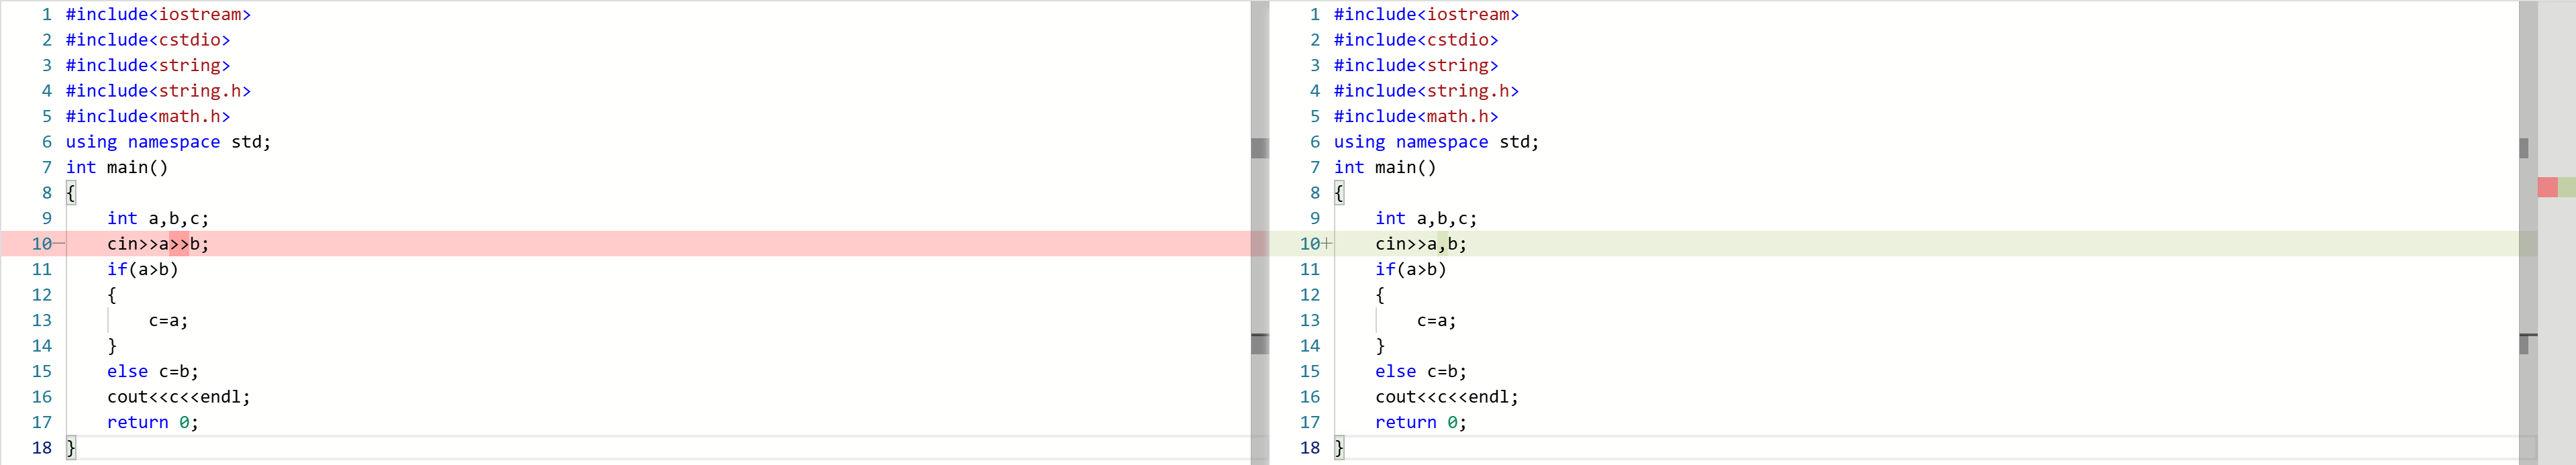 1 #include<iostream>
2 #include<cstdio>
3 #include<string>
4 #include<string.h>
5 #include<math.h>
6 using namespace std;
7 int main()
8 {
9     int a,b,c;
10—    cin>>a>>b;
11     if(a>b)
12     {
13         c=a;
14     }
15     else c=b;
16     cout<<c<<endl;
17     return 0;
18 }
1 #include<iostream>
2 #include<cstdio>
3 #include<string>
4 #include<string.h>
5 #include<math.h>
6 using namespace std;
7 int main()
8 {
9     int a,b,c;
10+    cin>>a,b;
11     if(a>b)
12     {
13         c=a;
14     }
15     else c=b;
16     cout<<c<<endl;
17     return 0;
18 }